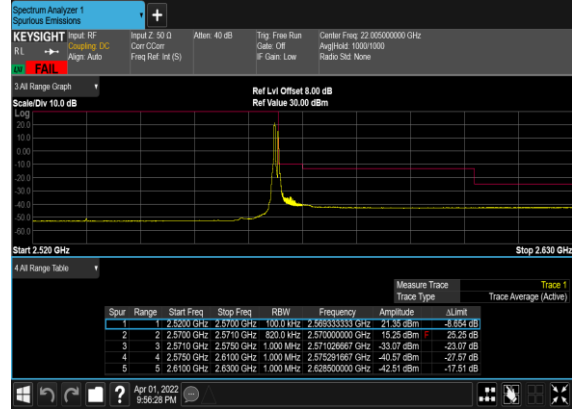 Spectrum Analyzer 1
Spurious Emissions
KEYSIGHT Input: RF Input Z: 50 Ω Atten: 40 dB Trig: Free Run Center Freq: 22.005000000 GHz
RL Coupling: DC Corr CCorr Gate: Off Avg|Hold: 1000/1000
Align: Auto Freq Ref: Int (S) IF Gain: Low Radio Std: None
FAIL
3 All Range Graph
Ref Lvl Offset 8.00 dB
Scale/Div 10.0 dB Ref Value 30.00 dBm
Log
20.0
10.0
0.00
-10.0
-20.0
-30.0
-40.0
-50.0
-60.0
Start 2.520 GHz Stop 2.630 GHz
4 All Range Table
Measure Trace Trace 1
Trace Type Trace Average (Active)
Spur Range Start Freq Stop Freq RBW Frequency Amplitude ΔLimit
1 1 2.5200 GHz 2.5700 GHz 100.0 kHz 2.569333333 GHz 21.35 dBm -8.654 dB
2 2 2.5700 GHz 2.5710 GHz 820.0 kHz 2.570000000 GHz 15.25 dBm F 25.25 dB
3 3 2.5710 GHz 2.5750 GHz 1.000 MHz 2.571026667 GHz -33.07 dBm -23.07 dB
4 4 2.5750 GHz 2.6100 GHz 1.000 MHz 2.575291667 GHz -40.57 dBm -27.57 dB
5 5 2.6100 GHz 2.6300 GHz 1.000 MHz 2.628500000 GHz -42.51 dBm -17.51 dB
Apr 01, 2022
9:56:28 PM